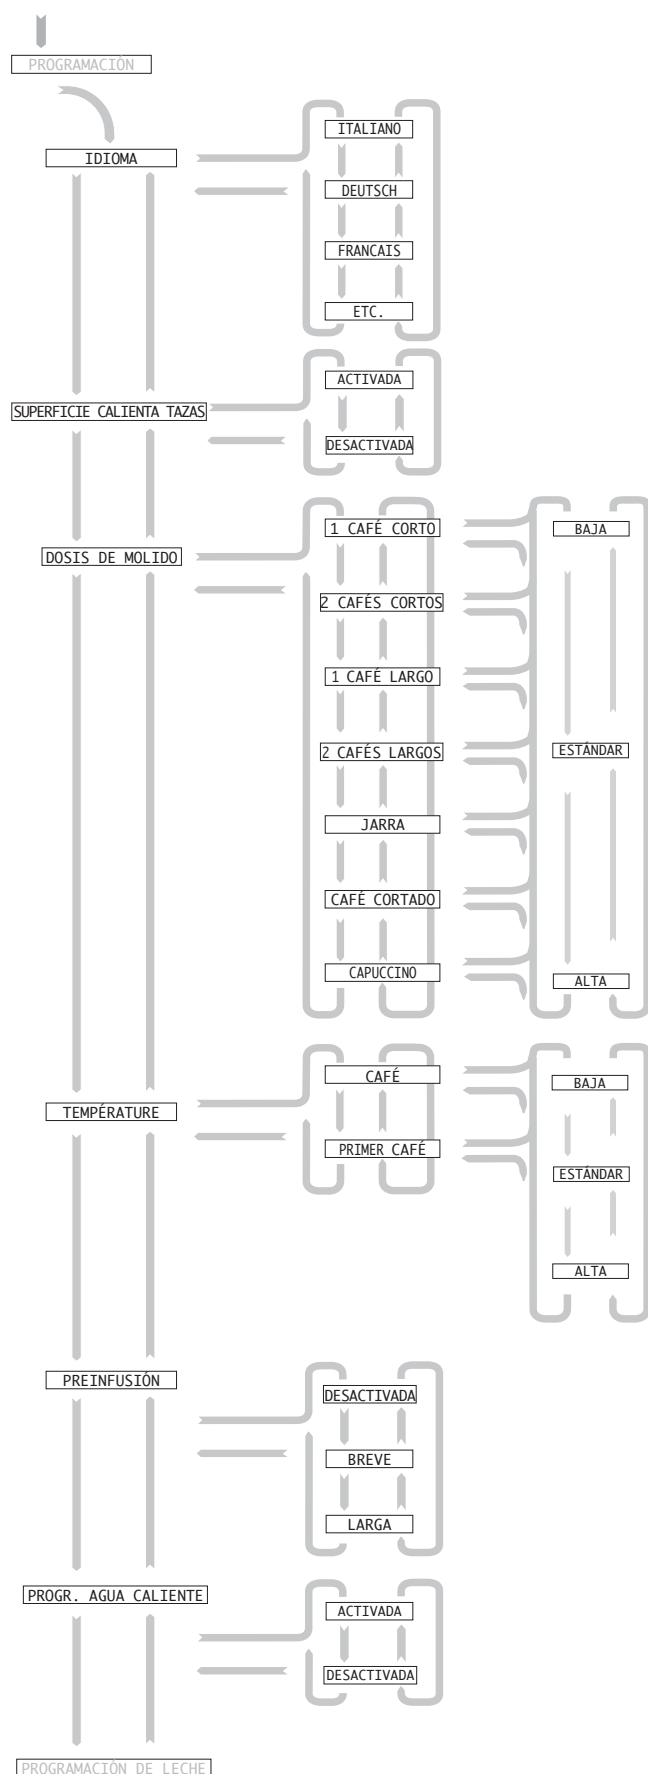 PROGRAMACIÒN
IDIOMA
ITALIANO
DEUTSCH
FRANCAIS
ETC.
SUPERFICIE CALIENTA TAZAS
ACTIVADA
DESACTIVADA
DOSIS DE MOLIDO
1 CAFÉ CORTO
2 CAFÉS CORTOS
1 CAFÉ LARGO
2 CAFÉS LARGOS
JARRA
CAFÉ CORTADO
CAPUCCINO
BAJA
ESTÁNDAR
ALTA
TEMPÉRATURE
CAFÉ
PRIMER CAFÉ
BAJA
ESTÁNDAR
ALTA
PREINFUSIÓN
DESACTIVADA
BREVE
LARGA
PROGR. AGUA CALIENTE
ACTIVADA
DESACTIVADA
PROGRAMACIÒN DE LECHE